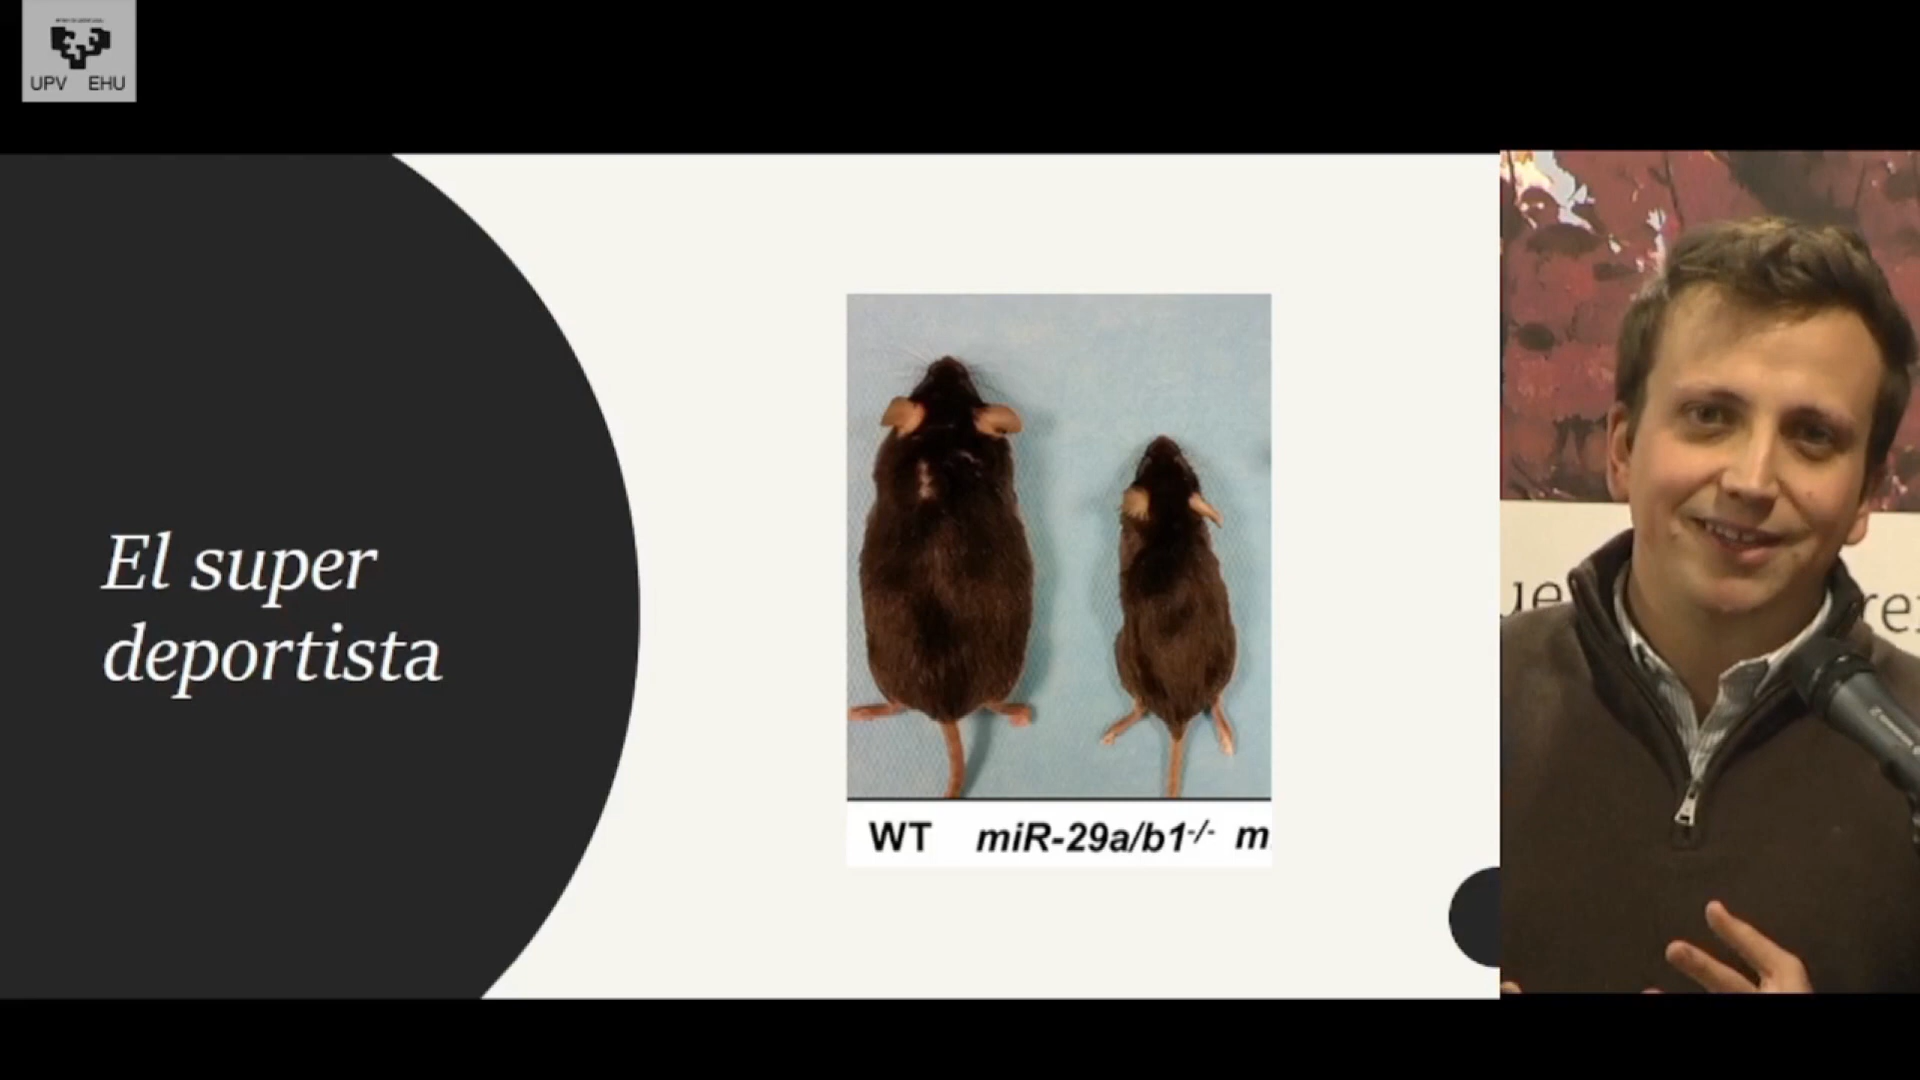 UPV EHU
El super
deportista
WT miR-29a/b1-/- m